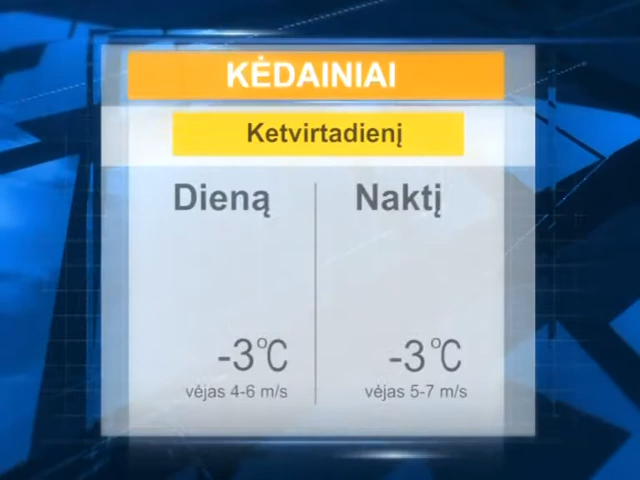 KĖDAINIAI
Ketvirtadienį
Dieną
Naktį
-3°C
-3°C
vėjas 4-6 m/s
vėjas 5-7 m/s